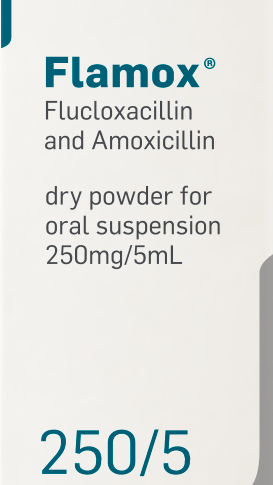 Flamox®
Flucloxacillin
and Amoxicillin
dry powder for
oral suspension
250mg/5mL
250/5